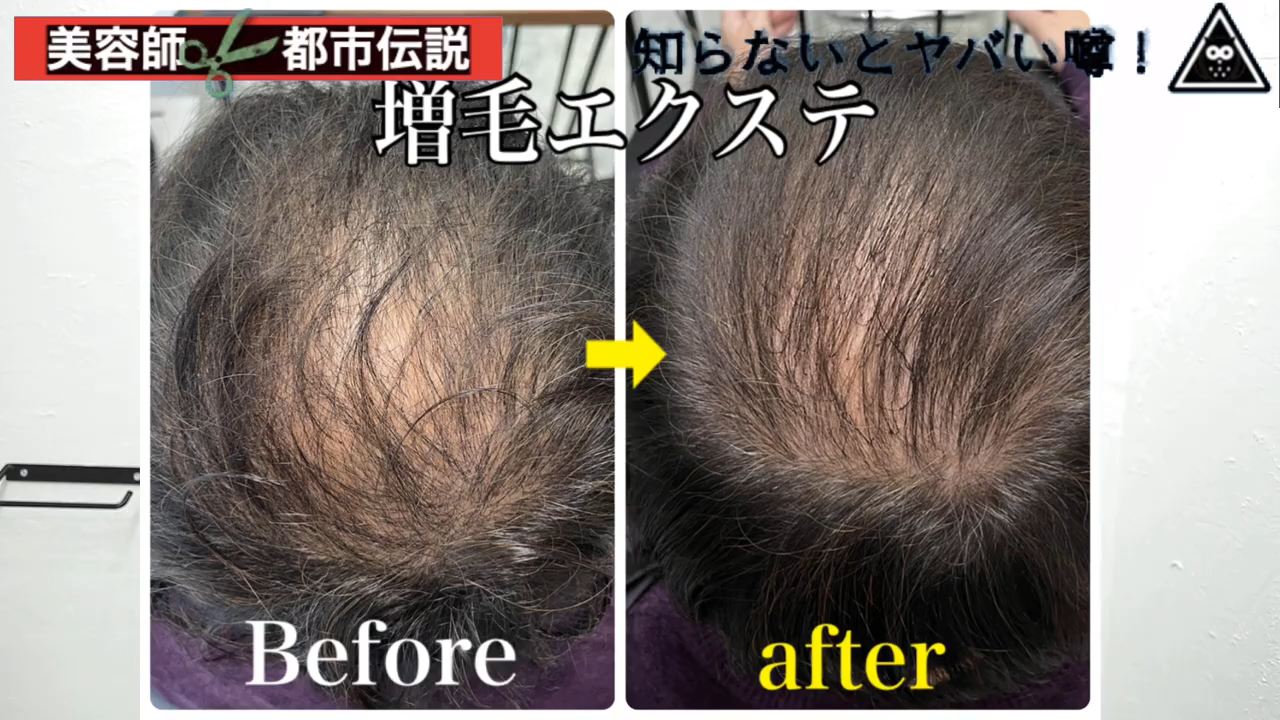 美容師 都市伝説
知らないとヤバい噂！
増毛エクステ
Before
after